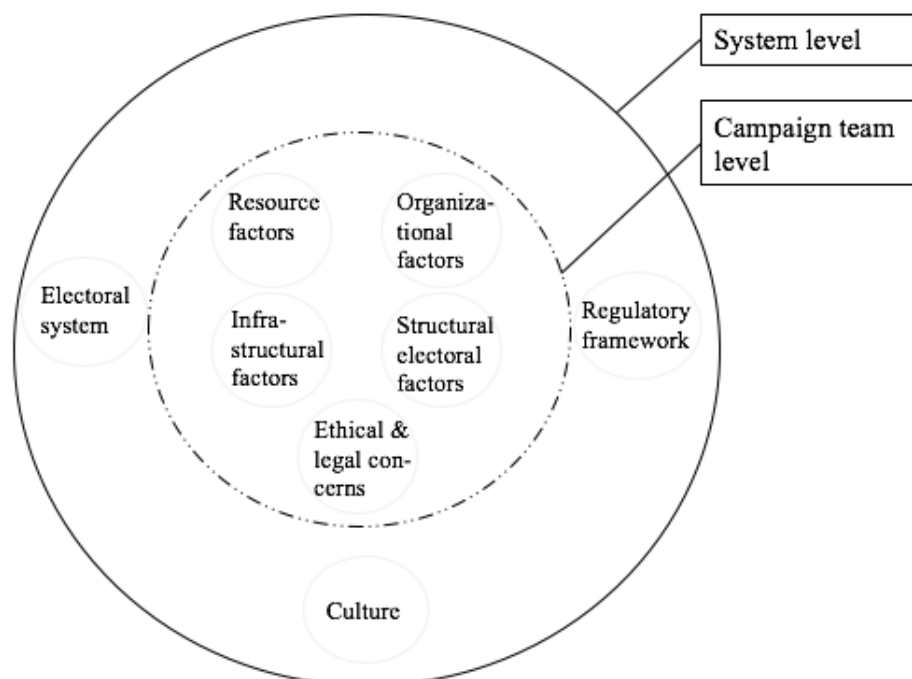 System level
Campaign team
level
Resource
factors
Organiza-
tional
factors
Electoral
system
Infra-
structural
factors
Structural
electoral
factors
Regulatory
framework
Ethical &
legal con-
cerns
Culture